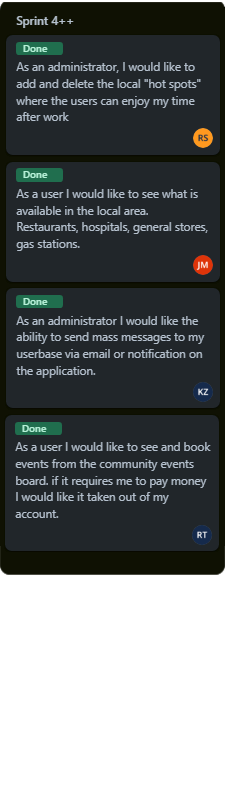 Sprint 4++
Done
As an administrator, I would like to
add and delete the local "hot spots"
where the users can enjoy my time
after work
RS
Done
As a user I would like to see what is
available in the local area.
Restaurants, hospitals, general stores,
gas stations.
JM
Done
As an administrator I would like the
ability to send mass messages to my
userbase via email or notification on
the application.
KZ
Done
As a user I would like to see and book
events from the community events
board. if it requires me to pay money
I would like it taken out of my
account.
RT